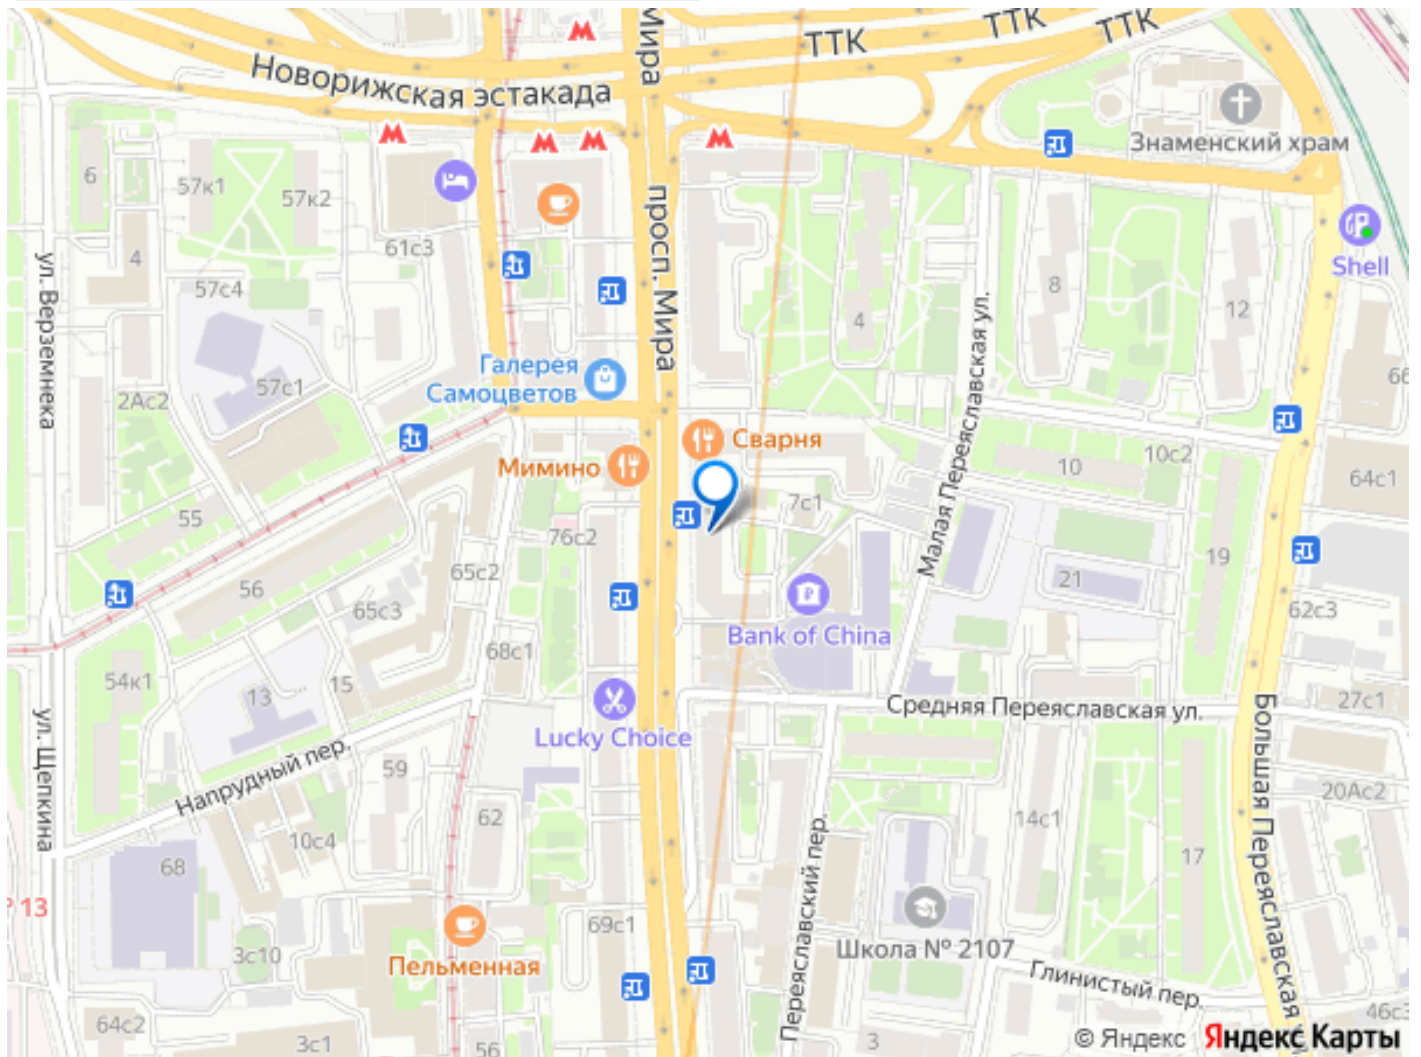 Мира
ТТК
ТТК
ТТК
Новорижская эстакада
Знаменский храм
6
57к1
57к2
просп. Мира
61с3
4
ул. Верземнека
57с4
Shell
8
12
4
Малая Переяславская ул.
Галерея
Самоцветов
57с1
2Ас2
66
Сварня
Мимино
10
10с2
64с1
7с1
55
76с2
19
65с2
56
65с3
21
62с3
Bank of China
68с1
54к1
15
13
27с1
Средняя Переяславская ул.
Большая Переяславская
ул. Щепкина
Lucky Choice
Напрудный пер.
59
20Ас2
62
14с1
10с4
17
68
Переяславский пер.
13
69с1
3с10
Школа № 2107
Пельменная
Глинистый пер.
64с2
46с3
3с1
56
3
© Яндекс Яндекс Карты